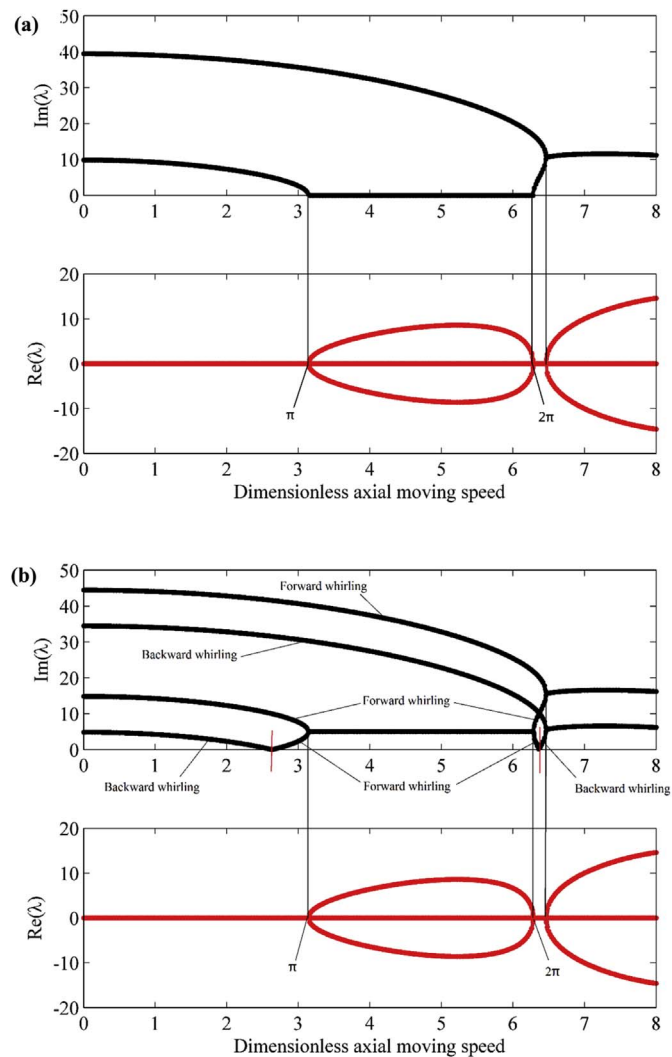 (a)
50
40
30
20
10
0
Im(λ)
0 1 2 3 4 5 6 7 8
20
10
0
-10
-20
Re(λ)
π
2π
0 1 2 3 4 5 6 7 8
Dimensionless axial moving speed
(b)
50
40
30
20
10
0
Im(λ)
Forward whirling
Backward whirling
Forward whirling
Backward whirling
Forward whirling
Backward whirling
0 1 2 3 4 5 6 7 8
20
10
0
-10
-20
Re(λ)
π
2π
0 1 2 3 4 5 6 7 8
Dimensionless axial moving speed